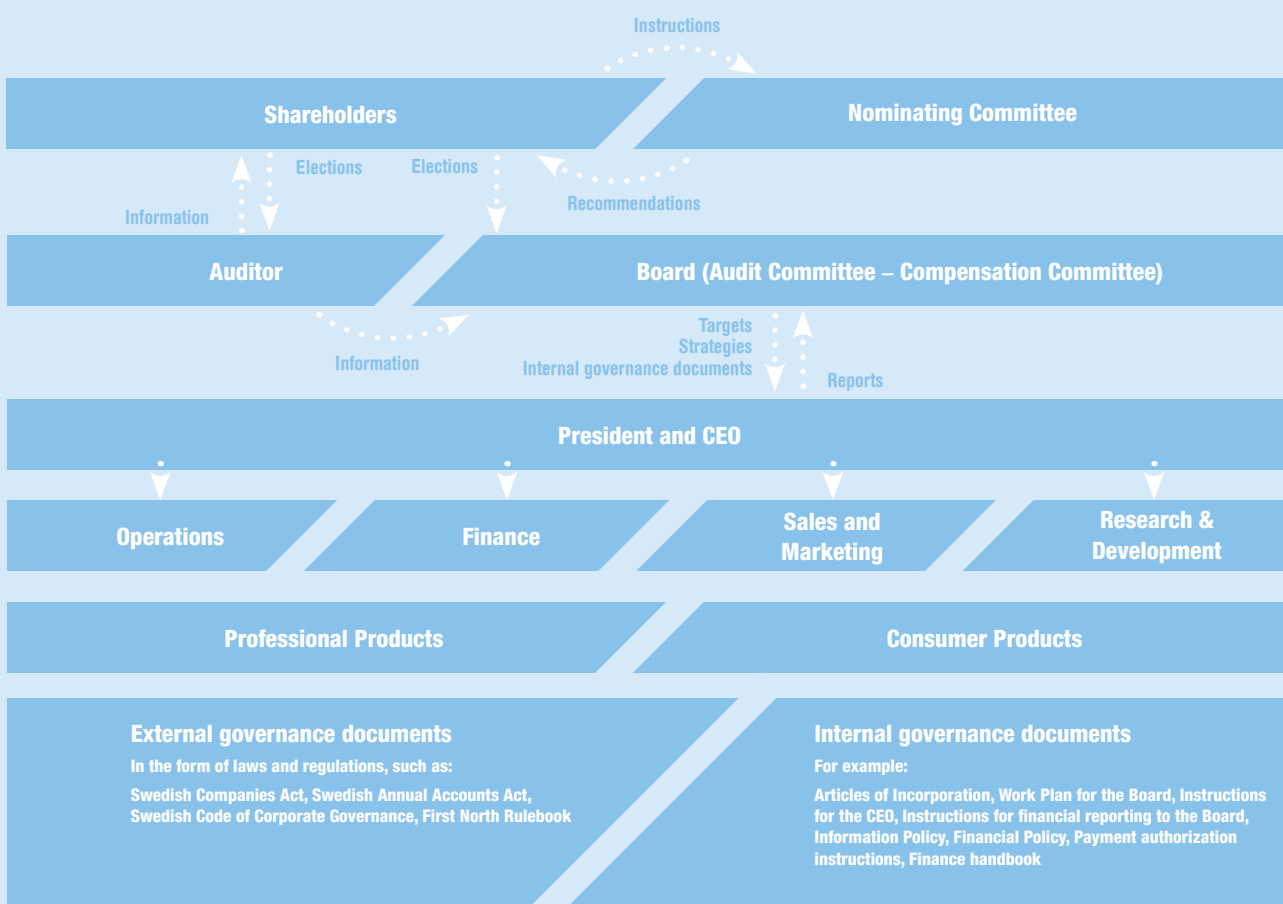 Instructions
Shareholders
Nominating Committee
Elections
Elections
Recommendations
Information
Auditor
Board (Audit Committee – Compensation Committee)
Information
Targets
Strategies
Internal governance documents
Reports
President and CEO
Operations
Finance
Sales and
Marketing
Research &
Development
Professional Products
Consumer Products
External governance documents
In the form of laws and regulations, such as:
Swedish Companies Act, Swedish Annual Accounts Act,
Swedish Code of Corporate Governance, First North Rulebook
Internal governance documents
For example:
Articles of Incorporation, Work Plan for the Board, Instructions
for the CEO, Instructions for financial reporting to the Board,
Information Policy, Financial Policy, Payment authorization
instructions, Finance handbook